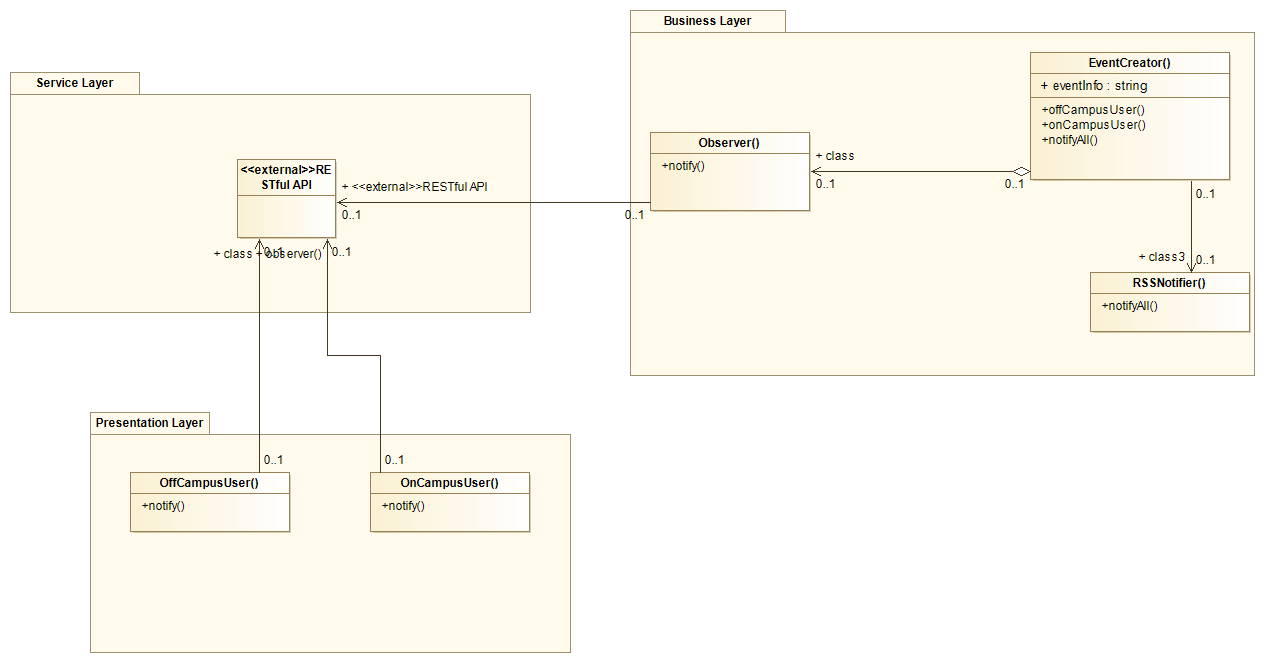 Business Layer
EventCreator()
+ eventInfo : string
+offCampusUser()
+onCampusUser()
+notifyAll()
Service Layer
Observer()
+notify()
+ class
0..1
0..1
<<external>>RE
STful API
+ <<external>>RESTful API
0..1
0..1
0..1
+ class3
0..1
RSSNotifier()
+notifyAll()
+ class
0..1
+ observer()
0..1
Presentation Layer
0..1
0..1
OffCampusUser()
+notify()
OnCampusUser()
+notify()